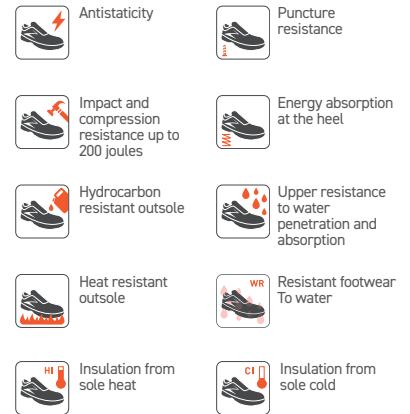 Antistaticity
Puncture
resistance
Impact and
compression
resistance up to
200 joules
Energy absorption
at the heel
Hydrocarbon
resistant outsole
Upper resistance
to water
penetration and
absorption
Heat resistant
outsole
WR
Resistant footwear
To water
HI
Insulation from
sole heat
CI
Insulation from
sole cold